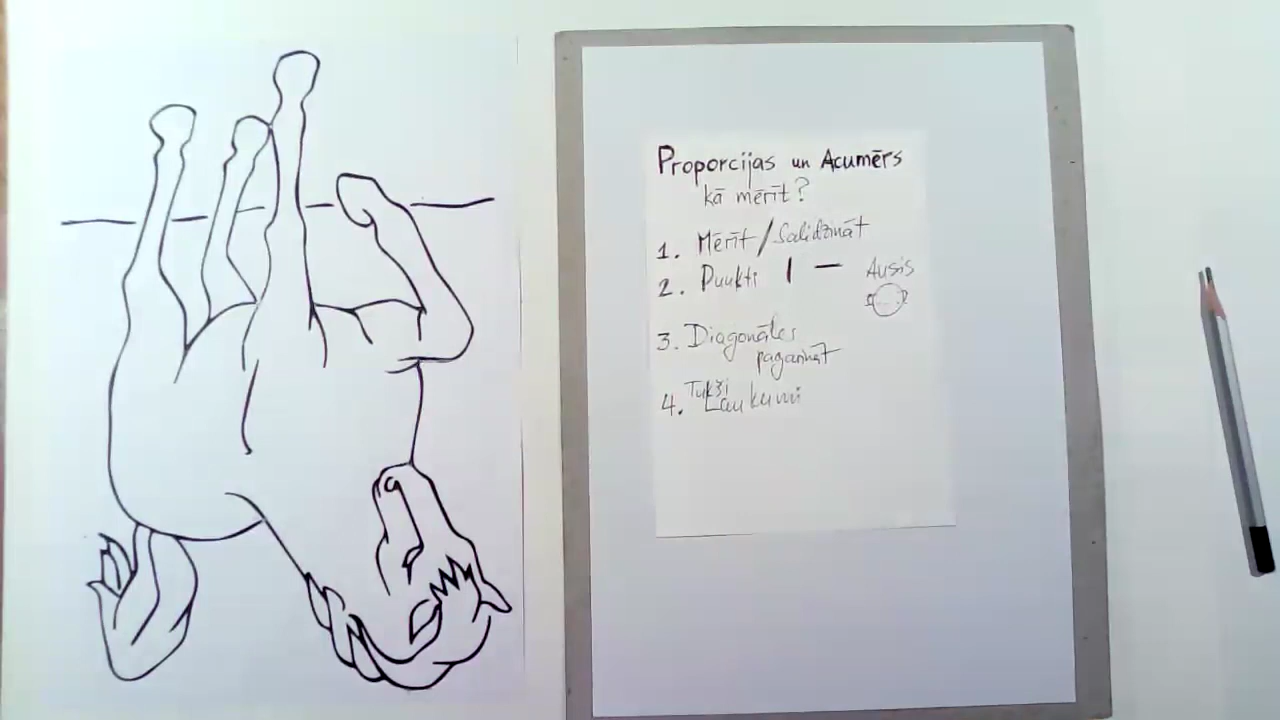 Proporcijas un Acumērs
kā mērīt?
1. Mērīt/Salīdzināt
2. Punkti Ausis
3. Diagonāles
pagarināt
4. Tukši
Laukumi